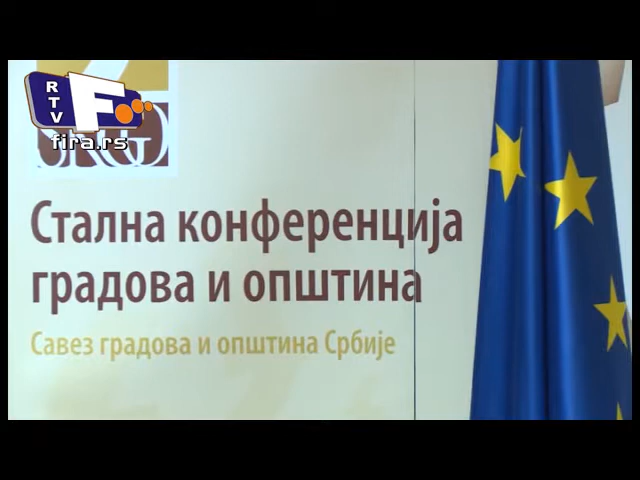 RTV
F
fira.rs
Стална конференција
градова и општина
Савез градова и општина Србије